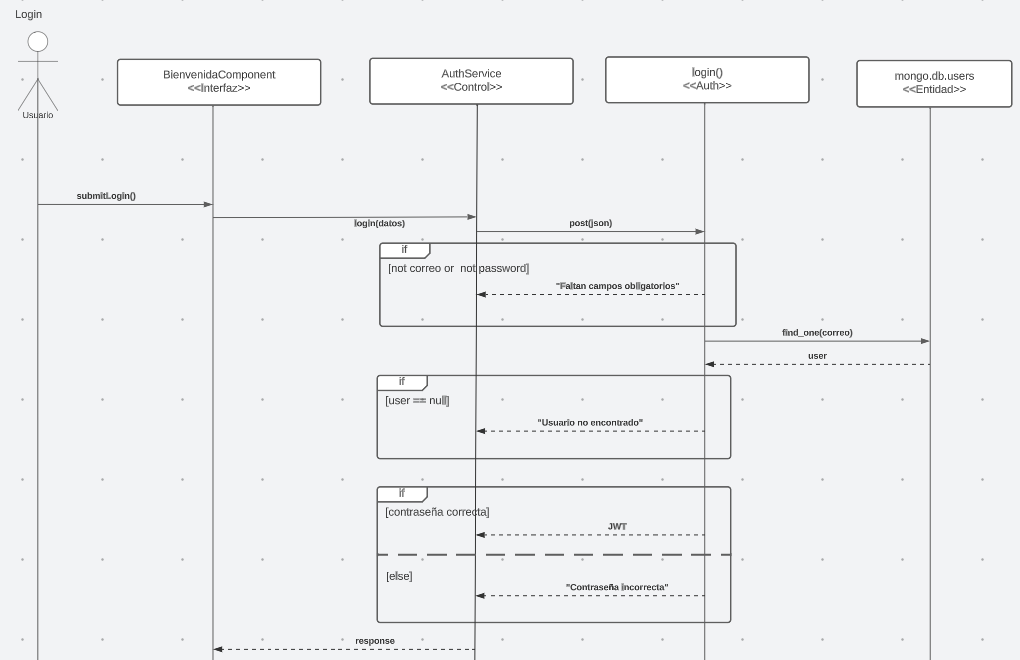 Login
Usuario
BienvenidaComponent
<<Interfaz>>
AuthService
<<Control>>
login()
<<Auth>>
mongo.db.users
<<Entidad>>
submitLogin()
login(datos)
post(json)
if
[not correo or  not password]
"Faltan campos obligatorios"
find_one(correo)
user
if
[user == null]
"Usuario no encontrado"
if
[contraseña correcta]
JWT
[else]
"Contraseña incorrecta"
response